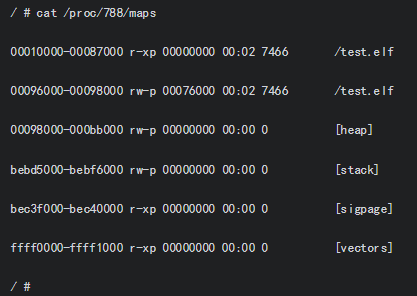 / # cat /proc/788/maps
00010000-00087000 r-xp 00000000 00:02 7466 /test.elf
00096000-00098000 rw-p 00076000 00:02 7466 /test.elf
00098000-000bb000 rw-p 00000000 00:00 0 [heap]
bebd5000-bebf6000 rw-p 00000000 00:00 0 [stack]
bec3f000-bec40000 r-xp 00000000 00:00 0 [sigpage]
ffff0000-ffff1000 r-xp 00000000 00:00 0 [vectors]
/ #